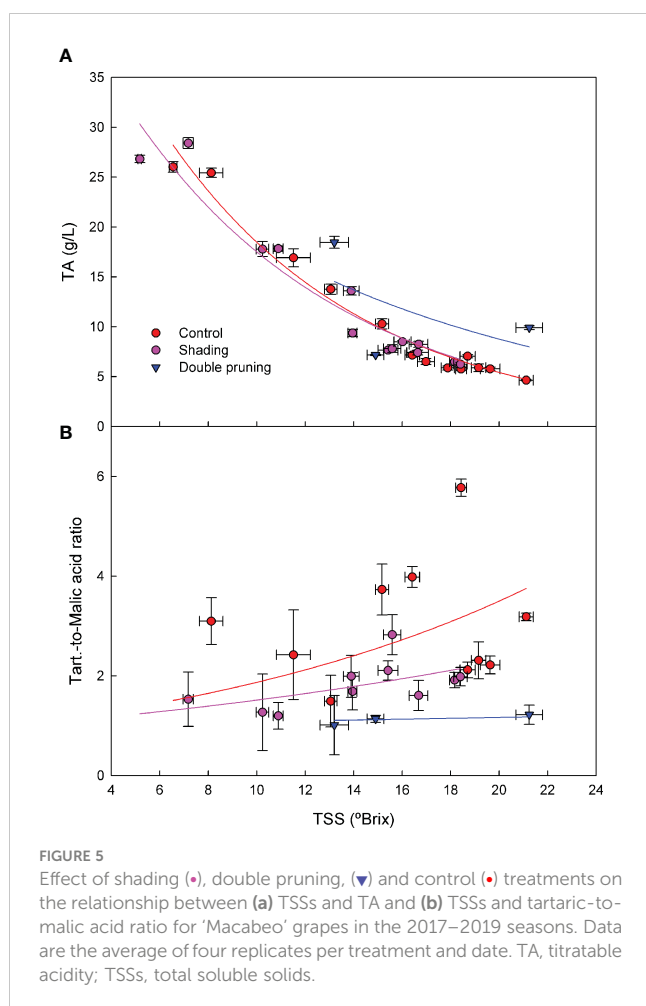 A
35
30
25
20
15
10
5
0
TA (g/L)
Control
Shading
Double pruning
B
6
4
2
0
Tart.-to-Malic acid ratio
4 6 8 10 12 14 16 18 20 22 24
TSS (ºBrix)
FIGURE 5
Effect of shading (•), double pruning, (▼) and control (•) treatments on
the relationship between (a) TSSs and TA and (b) TSSs and tartaric-to-
malic acid ratio for ‘Macabeo’ grapes in the 2017–2019 seasons. Data
are the average of four replicates per treatment and date. TA, titratable
acidity; TSSs, total soluble solids.